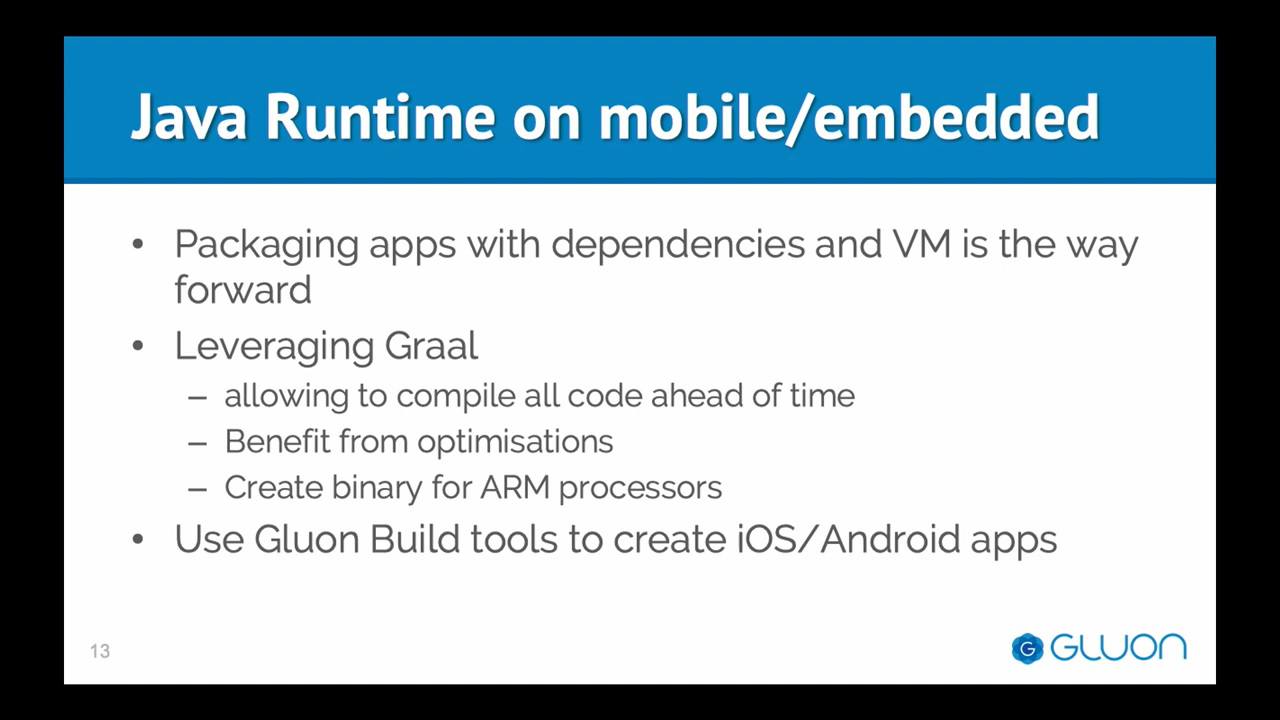 Java Runtime on mobile/embedded
• Packaging apps with dependencies and VM is the way
forward
• Leveraging Graal
– allowing to compile all code ahead of time
– Benefit from optimisations
– Create binary for ARM processors
• Use Gluon Build tools to create iOS/Android apps
13
G GLUON